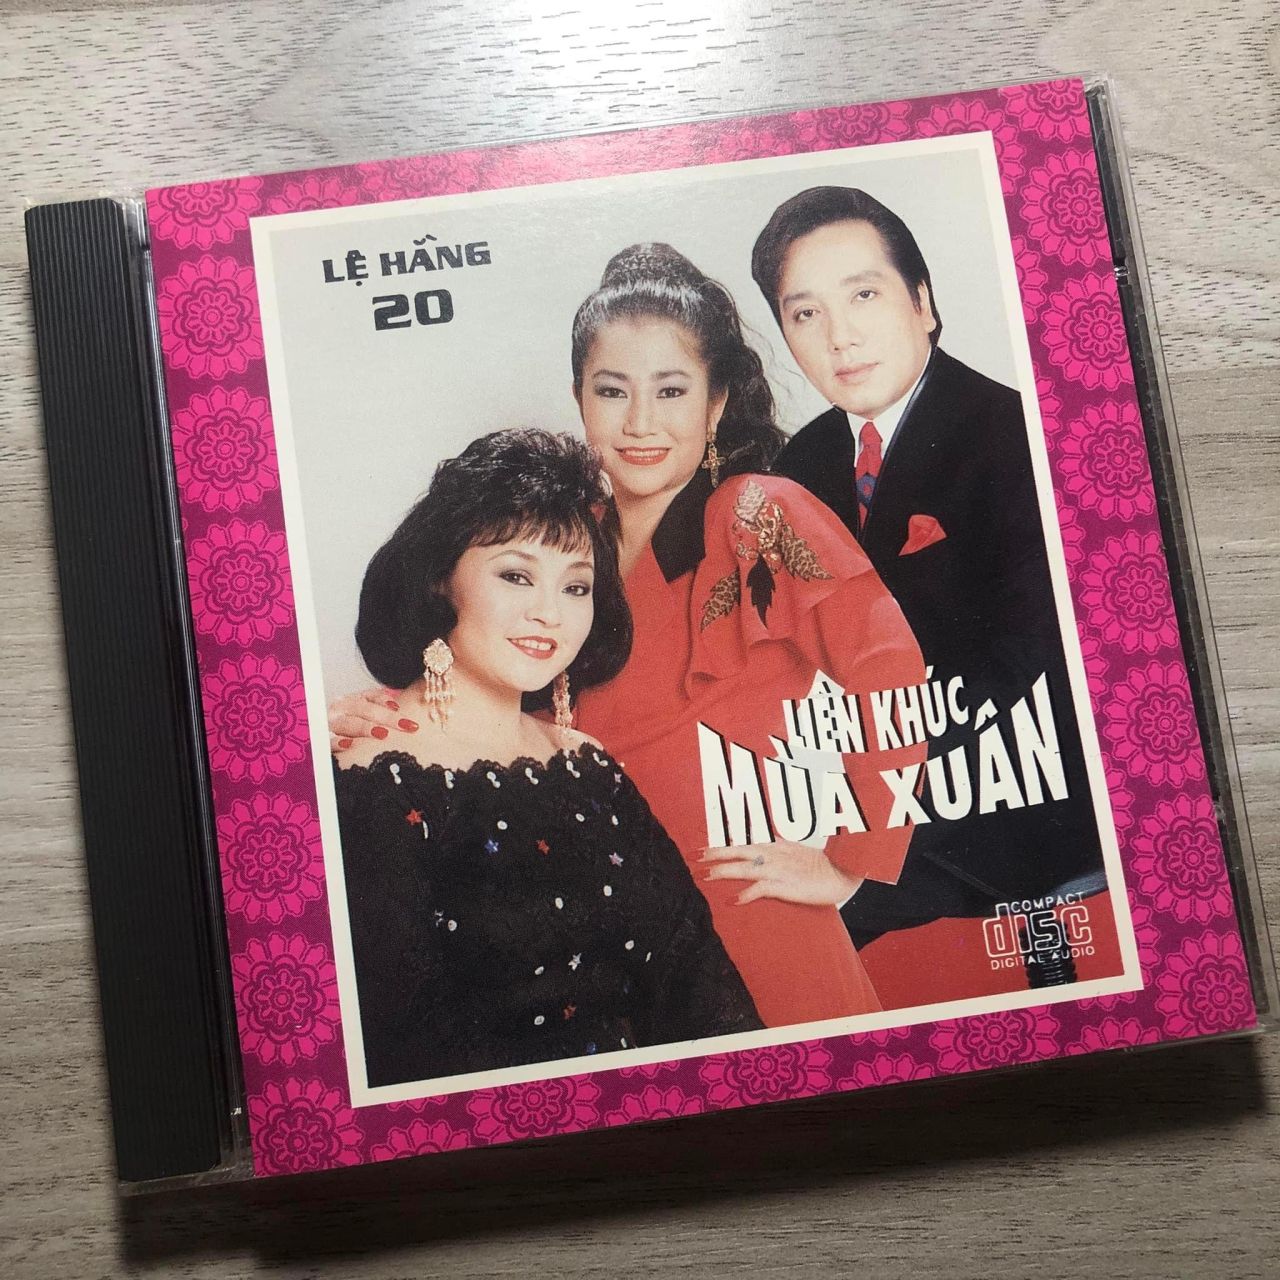 LỆ HẰNG
20
LIÊN KHÚC
MÙA XUÂN
COMPACT
disc
DIGITAL AUDIO